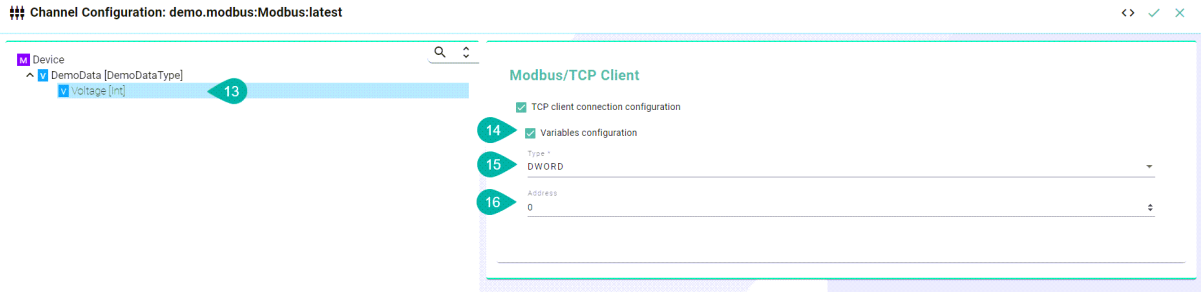 Channel Configuration: demo.modbus:Modbus:latest
M Device
V DemoData [DemoDataType]
V Voltage [Int]
13
Modbus/TCP Client
TCP client connection configuration
14
Variables configuration
15
Type *
DWORD
16
Address
0